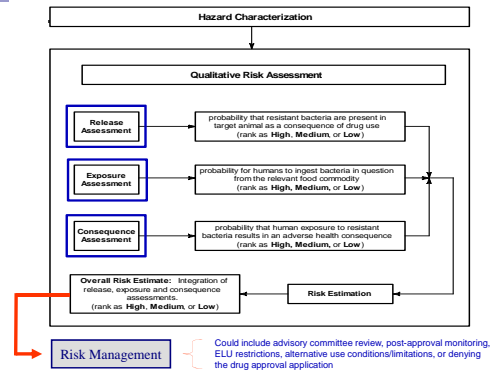 Hazard Characterization
Qualitative Risk Assessment
Release
Assessment
probability that resistant bacteria are present in
target animal as a consequence of drug use
(rank as High, Medium, or Low)
Exposure
Assessment
probability for humans to ingest bacteria in question
from the relevant food commodity
(rank as High, Medium, or Low)
Consequence
Assessment
probability that human exposure to resistant
bacteria results in an adverse health consequence
(rank as High, Medium, or Low)
Overall Risk Estimate: Integration of
release, exposure and consequence
assessments.
(rank as High, Medium, or Low)
Risk Estimation
Risk Management
Could include advisory committee review, post-approval monitoring,
ELU restrictions, alternative use conditions/limitations, or denying
the drug approval application